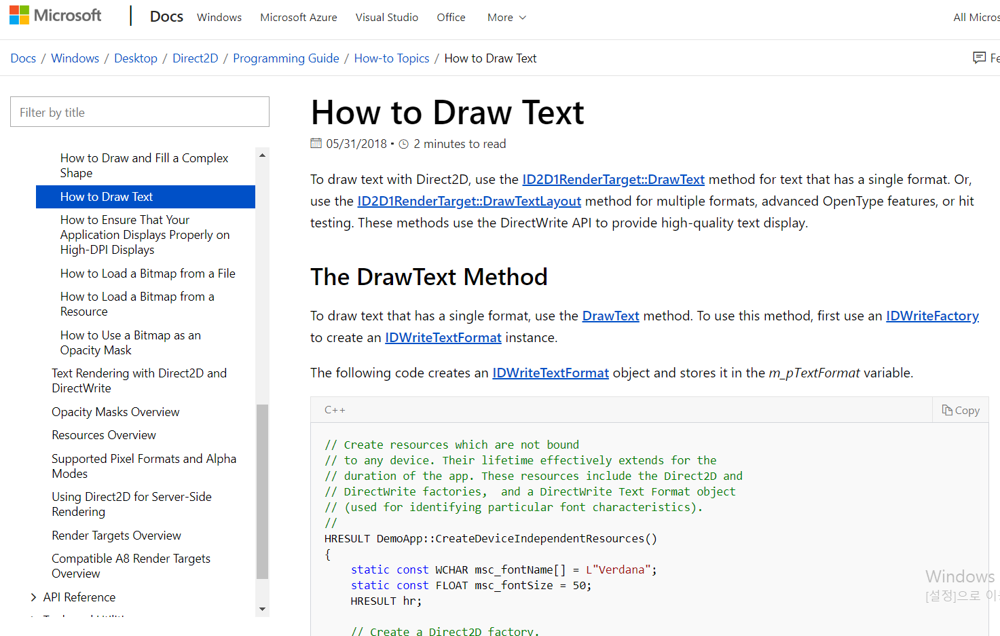 Microsoft
Docs Windows Microsoft Azure Visual Studio Office More
All Micros
Docs / Windows / Desktop / Direct2D / Programming Guide / How-to Topics / How to Draw Text
Fe
Filter by title
How to Draw and Fill a Complex
Shape
How to Draw Text
How to Ensure That Your
Application Displays Properly on
High-DPI Displays
How to Load a Bitmap from a File
How to Load a Bitmap from a
Resource
How to Use a Bitmap as an
Opacity Mask
Text Rendering with Direct2D and
DirectWrite
Opacity Masks Overview
Resources Overview
Supported Pixel Formats and Alpha
Modes
Using Direct2D for Server-Side
Rendering
Render Targets Overview
Compatible A8 Render Targets
Overview
API Reference
How to Draw Text
05/31/2018 • 2 minutes to read
To draw text with Direct2D, use the ID2D1RenderTarget::DrawText method for text that has a single format. Or,
use the ID2D1RenderTarget::DrawTextLayout method for multiple formats, advanced OpenType features, or hit
testing. These methods use the DirectWrite API to provide high-quality text display.
The DrawText Method
To draw text that has a single format, use the DrawText method. To use this method, first use an IDWriteFactory
to create an IDWriteTextFormat instance.
The following code creates an IDWriteTextFormat object and stores it in the m_pTextFormat variable.
C++
Copy
// Create resources which are not bound
// to any device. Their lifetime effectively extends for the
// duration of the app. These resources include the Direct2D and
// DirectWrite factories,  and a DirectWrite Text Format object
// (used for identifying particular font characteristics).
//
HRESULT DemoApp::CreateDeviceIndependentResources()
{
    static const WCHAR msc_fontName[] = L"Verdana";
    static const FLOAT msc_fontSize = 50;
    HRESULT hr;
    // Create a Direct2D factory.
Windows
[설정]으로 이